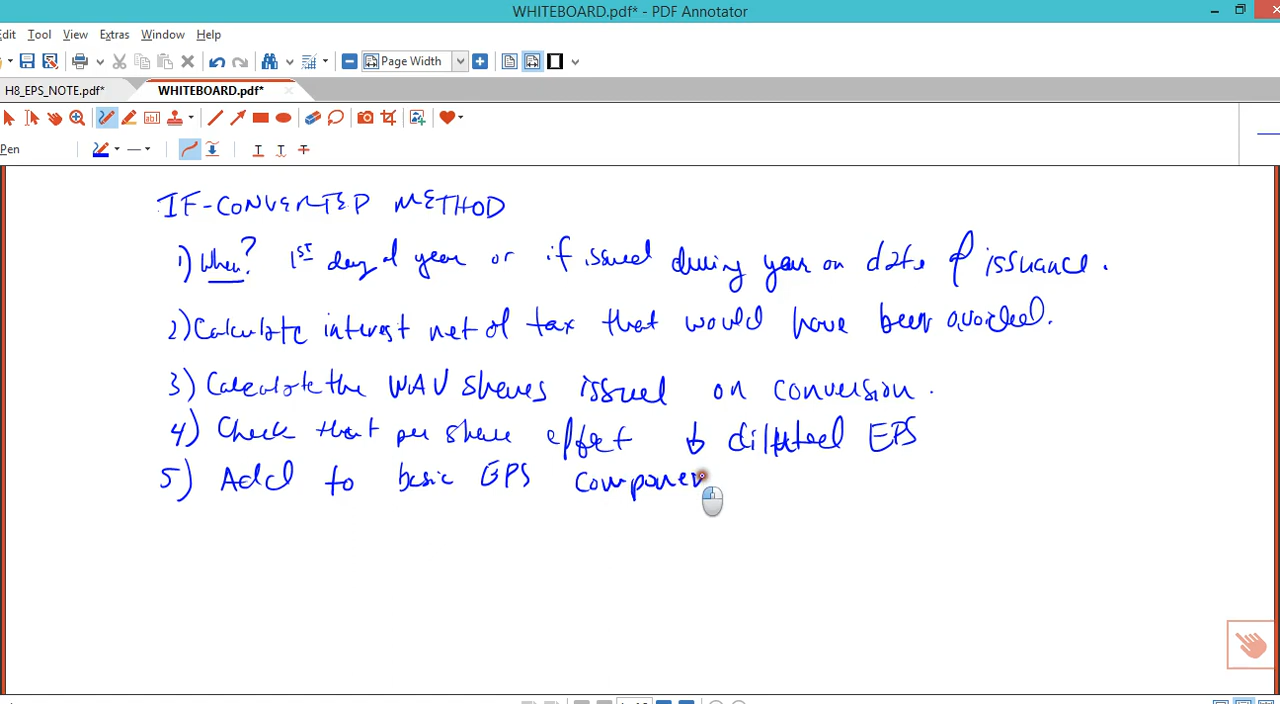 WHITEBOARD.pdf* - PDF Annotator
dit Tool View Extras Window Help
Page Width
H8_EPS_NOTE.pdf* WHITEBOARD.pdf*
Pen
IF-CONVERTED METHOD
1) When? 1ST day of year or if issued during year on date of issuance.
2) Calculate interest net of tax that would have been avoided.
3) Calculate the WAV shares issued on conversion.
4) Check that per share effect ↓ diluted EPS
5) Add to basic EPS componen